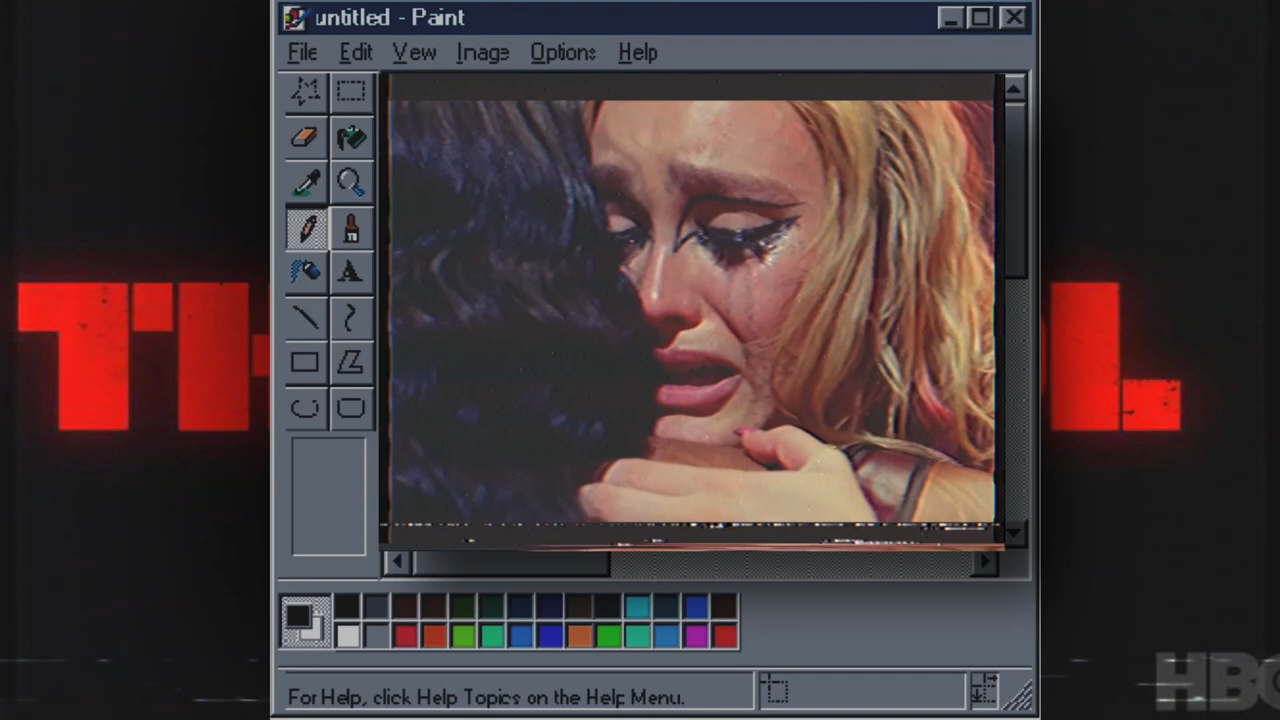 untitled - Paint
File Edit View Image Options Help
For Help, click Help Topics on the Help Menu.
HBO